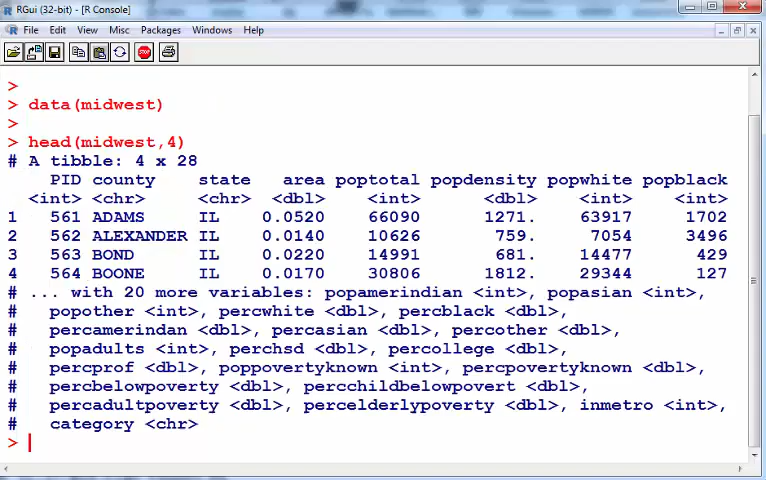 RGui (32-bit) - [R Console]
File Edit View Misc Packages Windows Help
STOP
>
> data(midwest)
>
> head(midwest,4)
# A tibble: 4 x 28
PID county state area poptotal popdensity popwhite popblack
<int> <chr> <chr> <dbl> <int> <dbl> <int> <int>
1 561 ADAMS IL 0.0520 66090 1271. 63917 1702
2 562 ALEXANDER IL 0.0140 10626 759. 7054 3496
3 563 BOND IL 0.0220 14991 681. 14477 429
4 564 BOONE IL 0.0170 30806 1812. 29344 127
# ... with 20 more variables: popamerindian <int>, popasian <int>,
# popother <int>, percwhite <dbl>, percblack <dbl>,
# percamerindan <dbl>, percasian <dbl>, percother <dbl>,
# popadults <int>, perchsd <dbl>, percollege <dbl>,
# percprof <dbl>, poppovertyknown <int>, percpovertyknown <dbl>,
# percbelowpoverty <dbl>, percchildbelowpovert <dbl>,
# percadultpoverty <dbl>, percelderlypoverty <dbl>, inmetro <int>,
# category <chr>
>